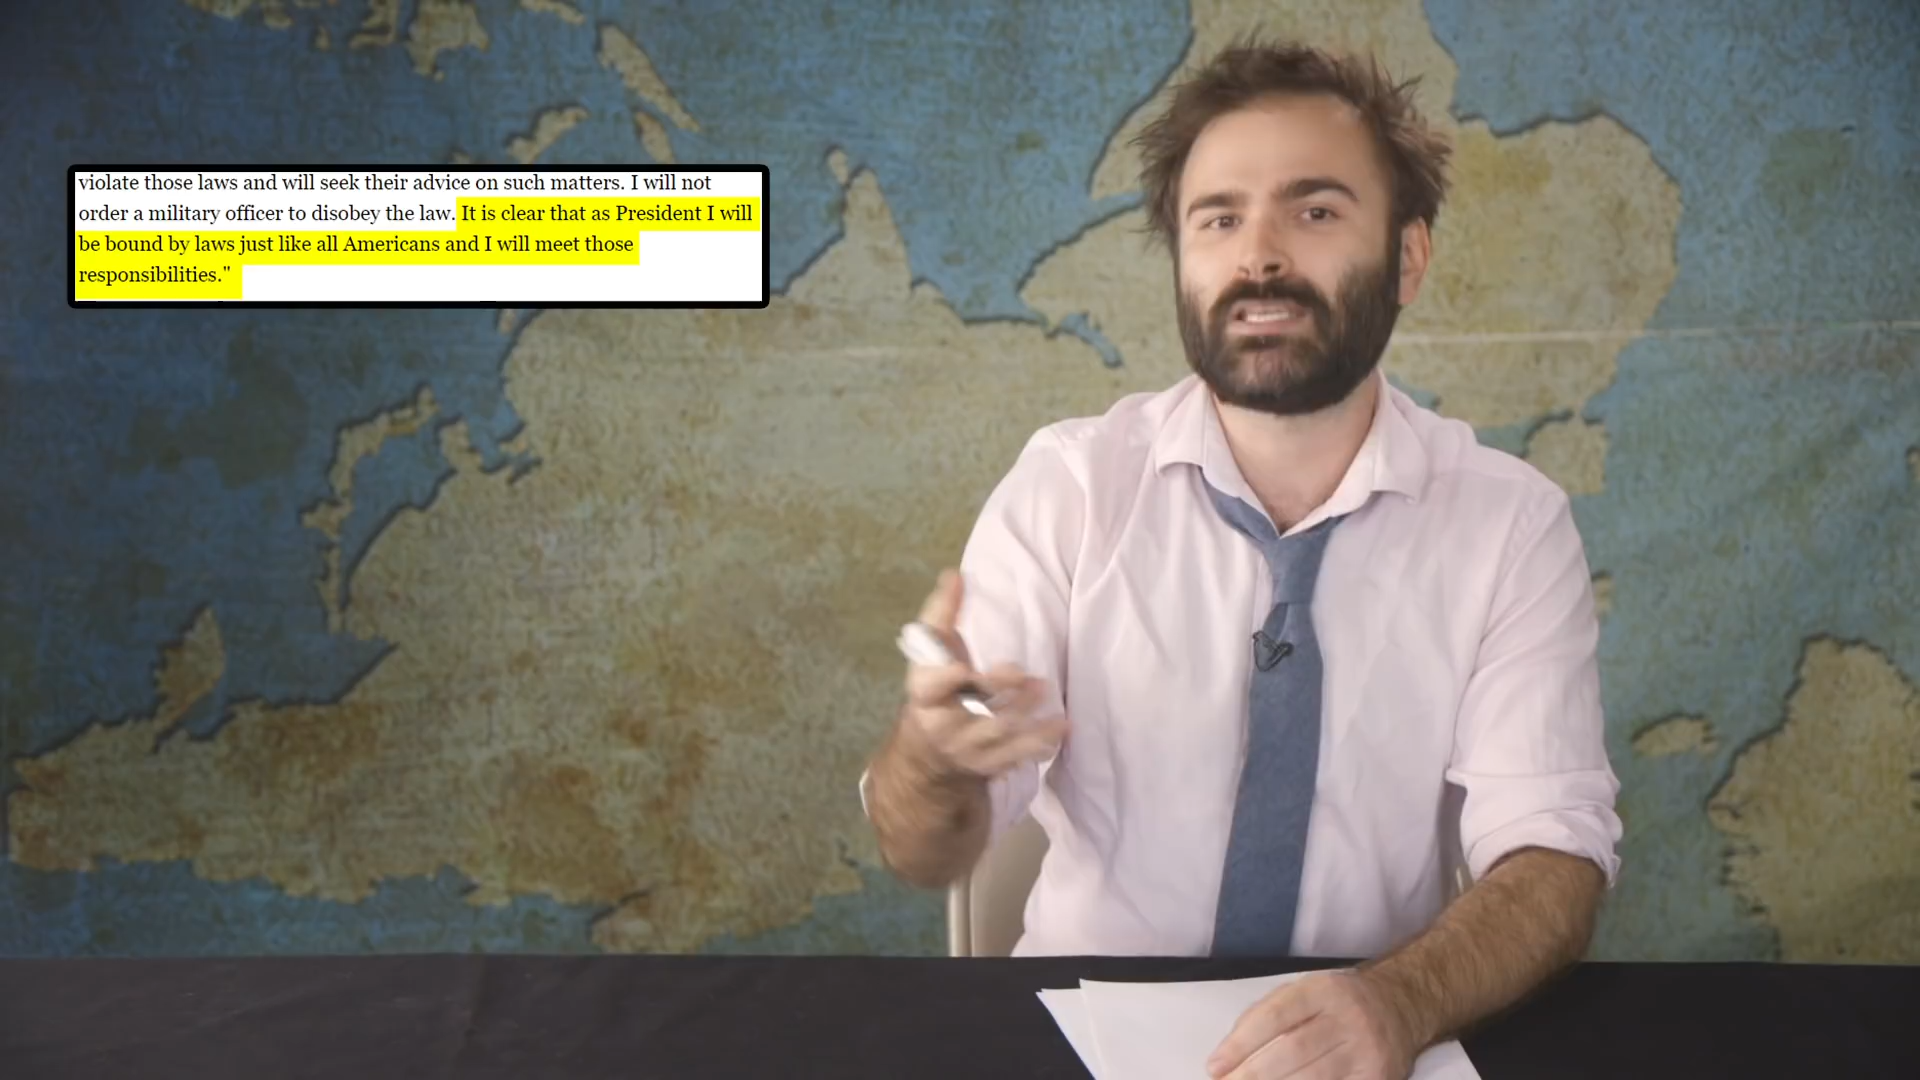 violate those laws and will seek their advice on such matters. I will not
order a military officer to disobey the law. It is clear that as President I will
be bound by laws just like all Americans and I will meet those
responsibilities."